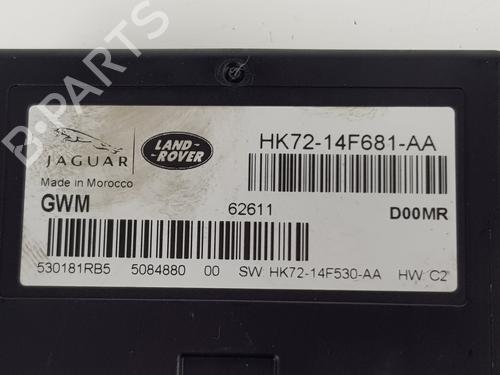 B-PARTS
JAGUAR
LAND-
ROVER
HK72-14F681-AA
Made in Morocco
GWM
62611
D00MR
530181RB5 5084880 00 SW: HK72-14F530-AA HW: C2